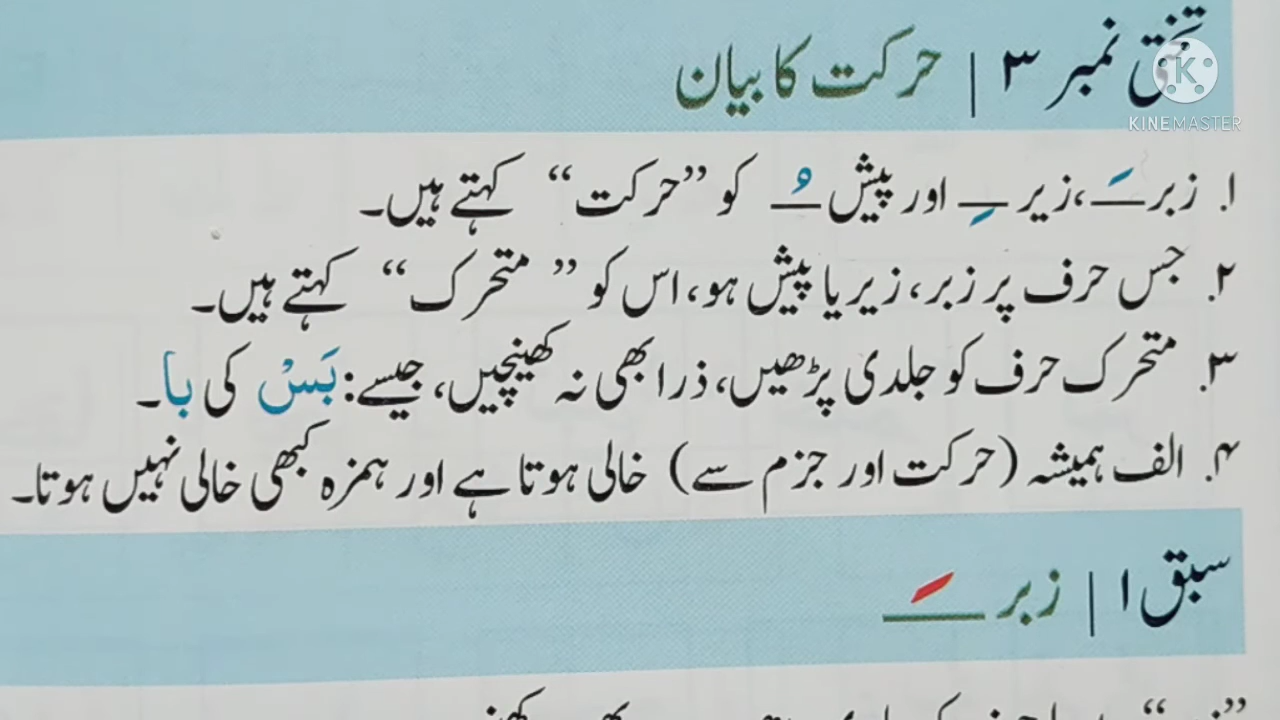 تختی نمبر ۳ | حرکت کا بیان
KINEMASTER
۱. زبر ـَ، زیر ـِ اور پیش ـُ کو ”حرکت“ کہتے ہیں۔
۲. جس حرف پر زبر، زیر یا پیش ہو، اس کو ”متحرک“ کہتے ہیں۔
۳. متحرک حرف کو جلدی پڑھیں، ذرا بھی نہ کھینچیں، جیسے: بَسْ کی با۔
۴. الف ہمیشہ (حرکت اور جزم سے) خالی ہوتا ہے اور ہمزہ کبھی خالی نہیں ہوتا۔
سبق ۱ | زبر ـَ